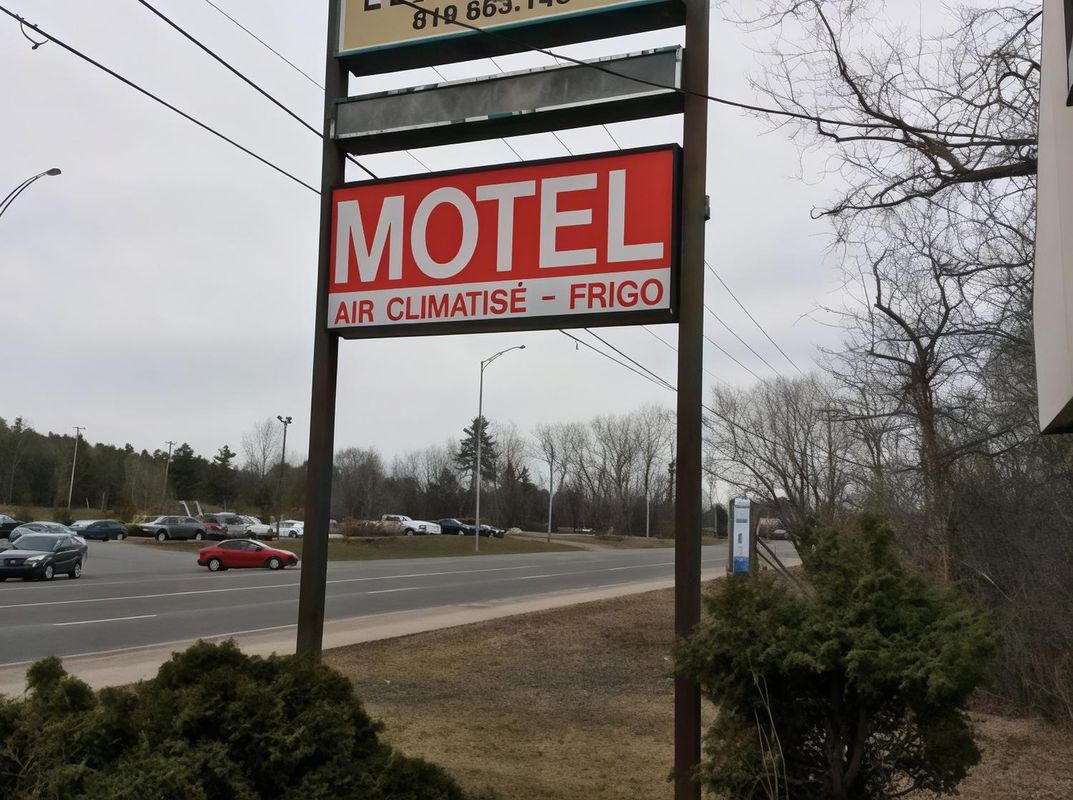 MOTEL
AIR CLIMATISÉ - FRIGO